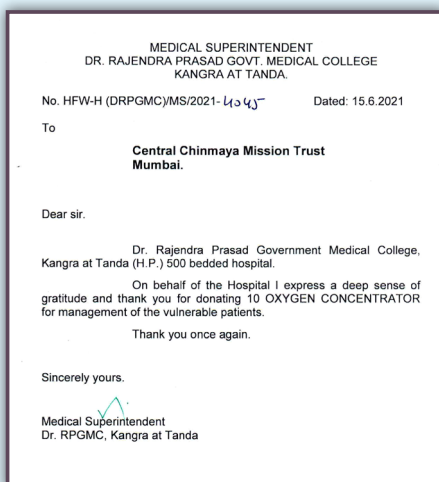 MEDICAL SUPERINTENDENT
DR. RAJENDRA PRASAD GOVT. MEDICAL COLLEGE
KANGRA AT TANDA.
No. HFW-H (DRPGMC)/MS/2021- 4045 Dated: 15.6.2021
To
Central Chinmaya Mission Trust
Mumbai.
Dear sir.
Dr. Rajendra Prasad Government Medical College,
Kangra at Tanda (H.P.) 500 bedded hospital.
On behalf of the Hospital I express a deep sense of
gratitude and thank you for donating 10 OXYGEN CONCENTRATOR
for management of the vulnerable patients.
Thank you once again.
Sincerely yours.
Medical Superintendent
Dr. RPGMC, Kangra at Tanda